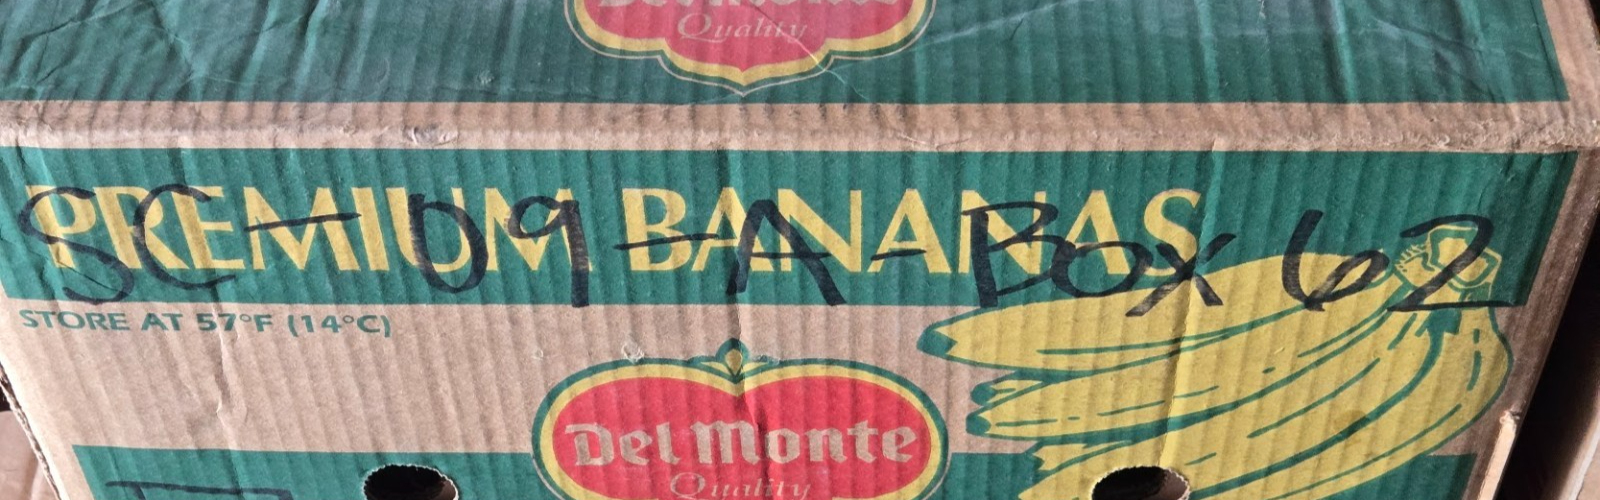 Del Monte
Quality
PREMIUM BANANAS
SC-09-A-Box 62
STORE AT 57°F (14°C)
Del Monte
Quality